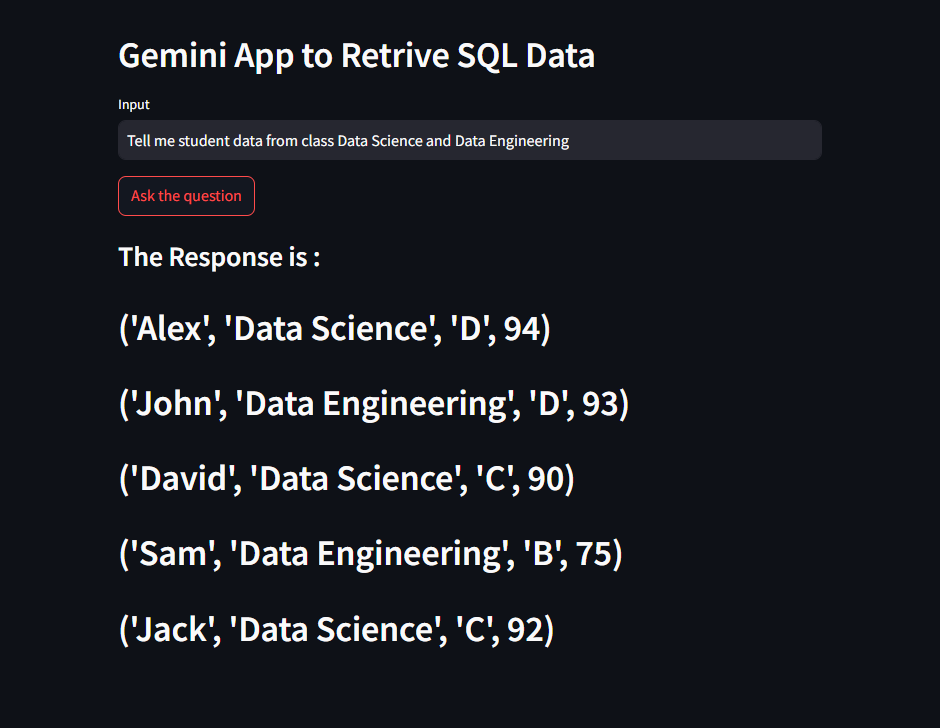 Gemini App to Retrive SQL Data
Input
Tell me student data from class Data Science and Data Engineering
Ask the question
The Response is :
('Alex', 'Data Science', 'D', 94)
('John', 'Data Engineering', 'D', 93)
('David', 'Data Science', 'C', 90)
('Sam', 'Data Engineering', 'B', 75)
('Jack', 'Data Science', 'C', 92)